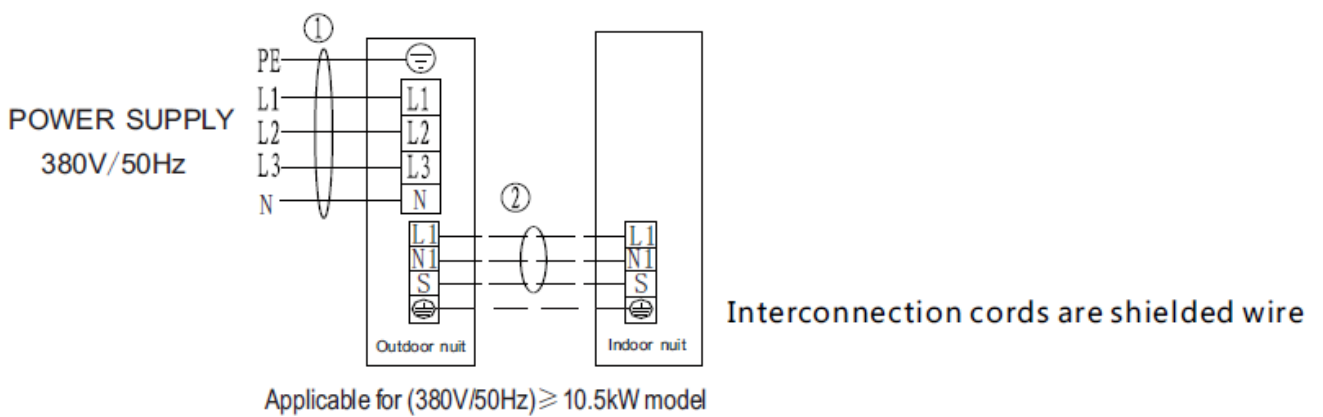 ①
PE
L1
L2
L3
N
POWER SUPPLY
380V/50Hz
L1
L2
L3
N
②
L1
N1
S
L1
N1
S
Outdoor nuit
Indoor nuit
Interconnection cords are shielded wire
Applicable for (380V/50Hz)≥10.5kW model